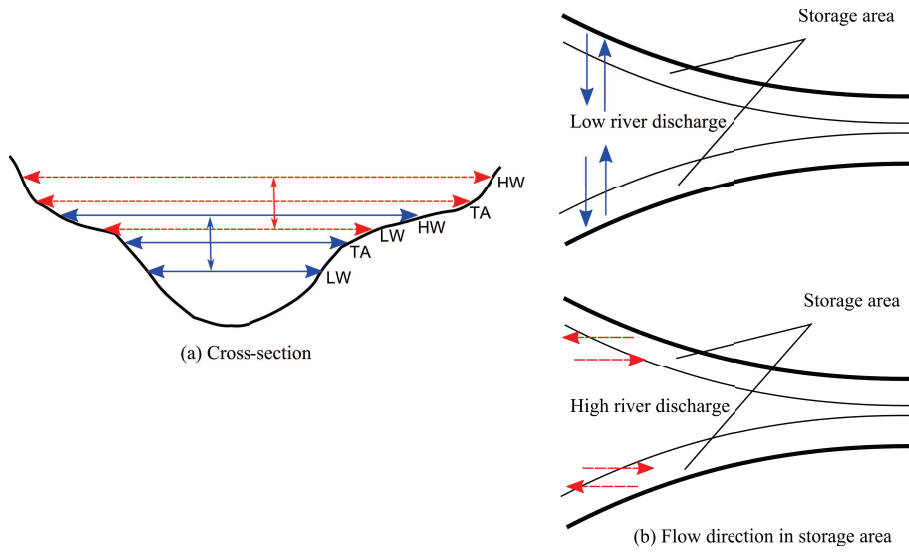 HW
TA
HW
LW
TA
LW
(a) Cross-section
Storage area
Low river discharge
Storage area
High river discharge
(b) Flow direction in storage area